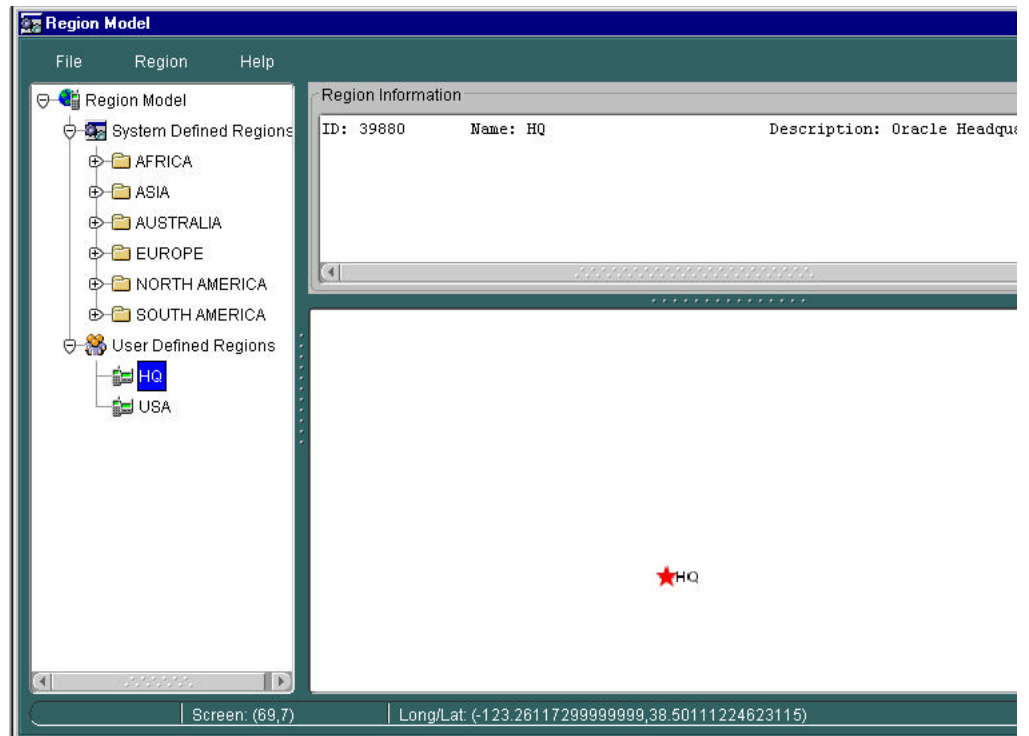 Region Model
File Region Help
Region Model
System Defined Regions
AFRICA
ASIA
AUSTRALIA
EUROPE
NORTH AMERICA
SOUTH AMERICA
User Defined Regions
HQ
USA
Region Information
ID: 39880 Name: HQ Description: Oracle Headqua
HQ
Screen: (69,7) Long/Lat: (-123.26117299999999,38.50111224623115)